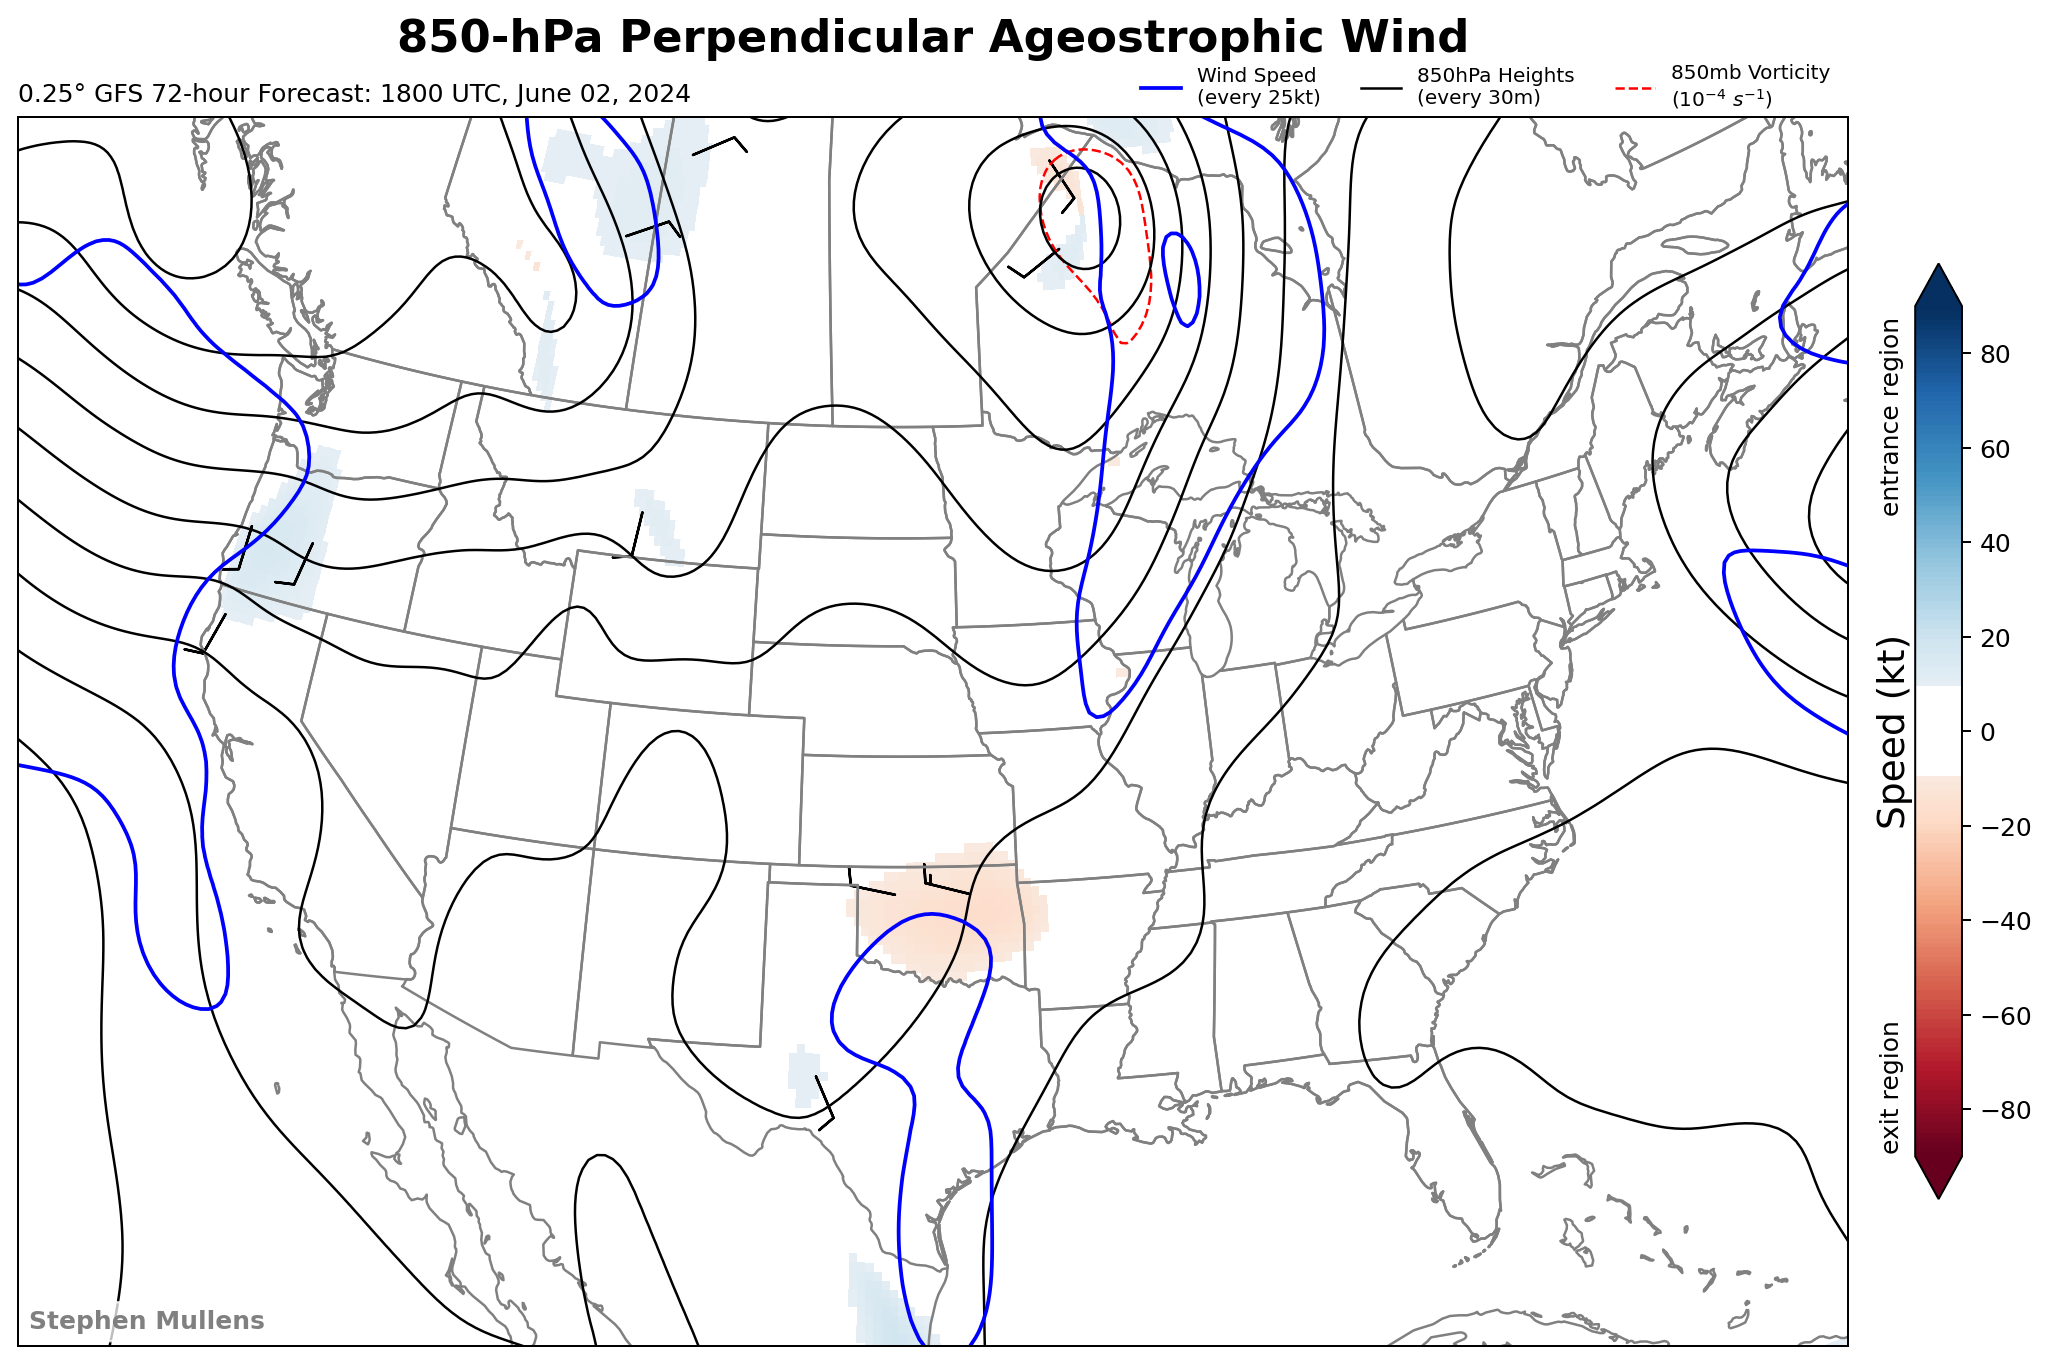 850-hPa Perpendicular Ageostrophic Wind
0.25° GFS 72-hour Forecast: 1800 UTC, June 02, 2024
Wind Speed
(every 25kt)
850hPa Heights
(every 30m)
850mb Vorticity
(10⁻⁴ s⁻¹)
entrance region
Speed (kt)
exit region
80
60
40
20
0
−20
−40
−60
−80
Stephen Mullens